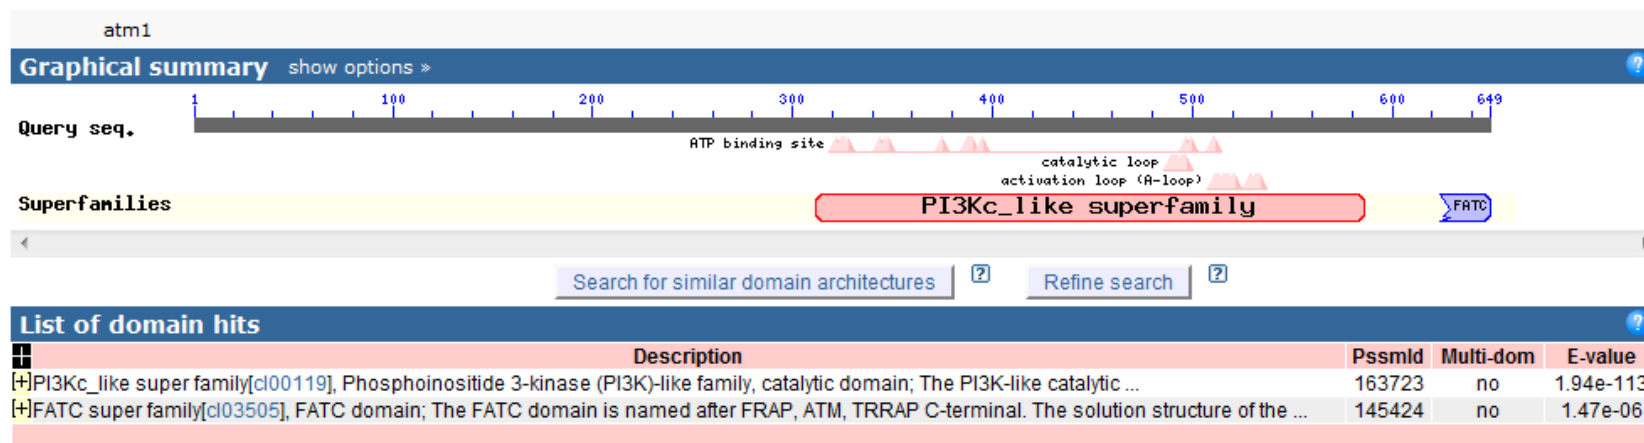 atm1
Graphical summary show options »
?
1 100 200 300 400 500 600 649
Query seq.
ATP binding site
catalytic loop
activation loop (A-loop)
Superfamilies
PI3Kc_like superfamily
FATC
Search for similar domain architectures ? Refine search ?
List of domain hits
?
+ Description PssmId Multi-dom E-value
[+]PI3Kc_like super family[cl00119], Phosphoinositide 3-kinase (PI3K)-like family, catalytic domain; The PI3K-like catalytic ... 163723 no 1.94e-113
[+]FATC super family[cl03505], FATC domain; The FATC domain is named after FRAP, ATM, TRRAP C-terminal. The solution structure of the ... 145424 no 1.47e-06